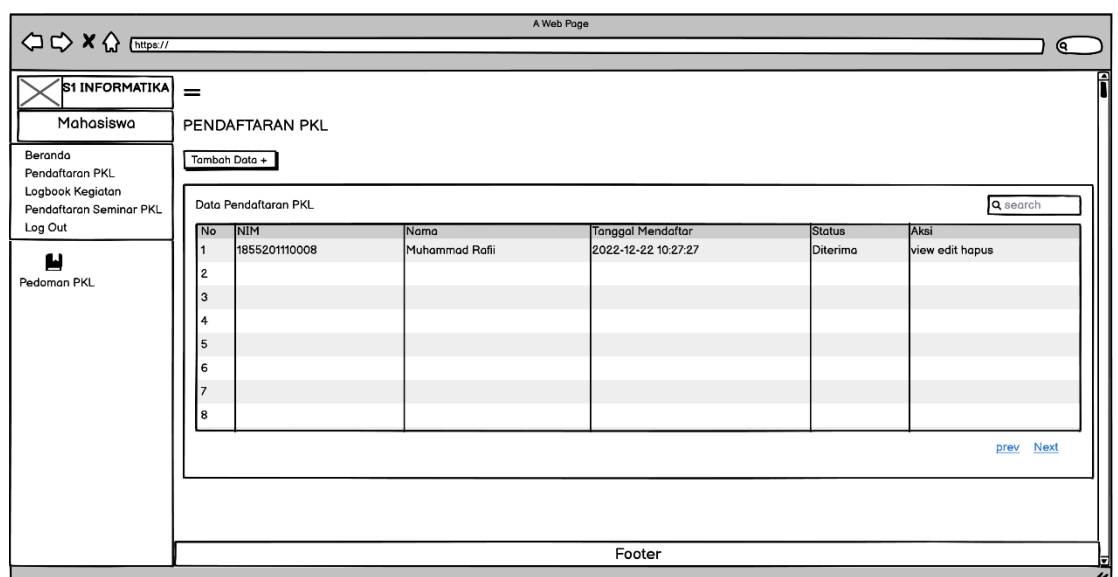 A Web Page
https://
S1 INFORMATIKA
Mahasiswa
Beranda
Pendaftaran PKL
Logbook Kegiatan
Pendaftaran Seminar PKL
Log Out
Pedoman PKL
PENDAFTARAN PKL
Tambah Data +
Data Pendaftaran PKL
search
No NIM Nama Tanggal Mendaftar Status Aksi
1 1855201110008 Muhammad Rafii 2022-12-22 10:27:27 Diterima view edit hapus
2
3
4
5
6
7
8
prev Next
Footer